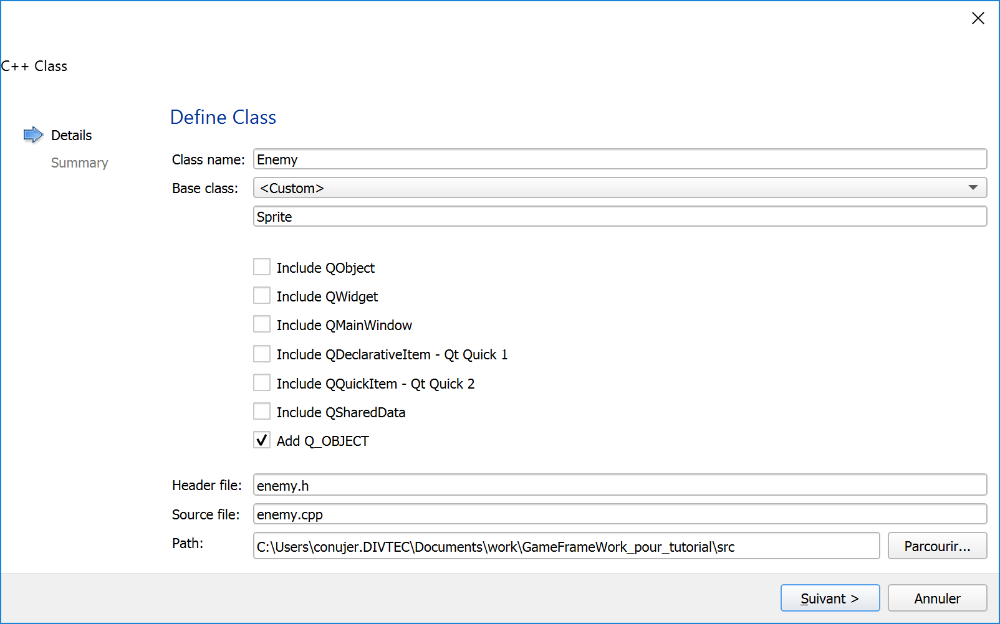 C++ Class
Details
Summary
Define Class
Class name: Enemy
Base class: <Custom>
Sprite
Include QObject
Include QWidget
Include QMainWindow
Include QDeclarativeItem - Qt Quick 1
Include QQuickItem - Qt Quick 2
Include QSharedData
Add Q_OBJECT
Header file: enemy.h
Source file: enemy.cpp
Path: C:\Users\conujer.DIVTEC\Documents\work\GameFrameWork_pour_tutorial\src Parcourir...
Suivant > Annuler